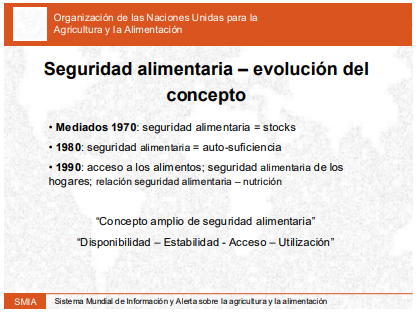 Organización de las Naciones Unidas para la
Agricultura y la Alimentación
Seguridad alimentaria – evolución del
concepto
• Mediados 1970: seguridad alimentaria = stocks
• 1980: seguridad alimentaria = auto-suficiencia
• 1990: acceso a los alimentos; seguridad alimentaria de los
hogares; relación seguridad alimentaria – nutrición
“Concepto amplio de seguridad alimentaria”
“Disponibilidad – Estabilidad - Acceso – Utilización”
SMIA Sistema Mundial de Información y Alerta sobre la agricultura y la alimentación